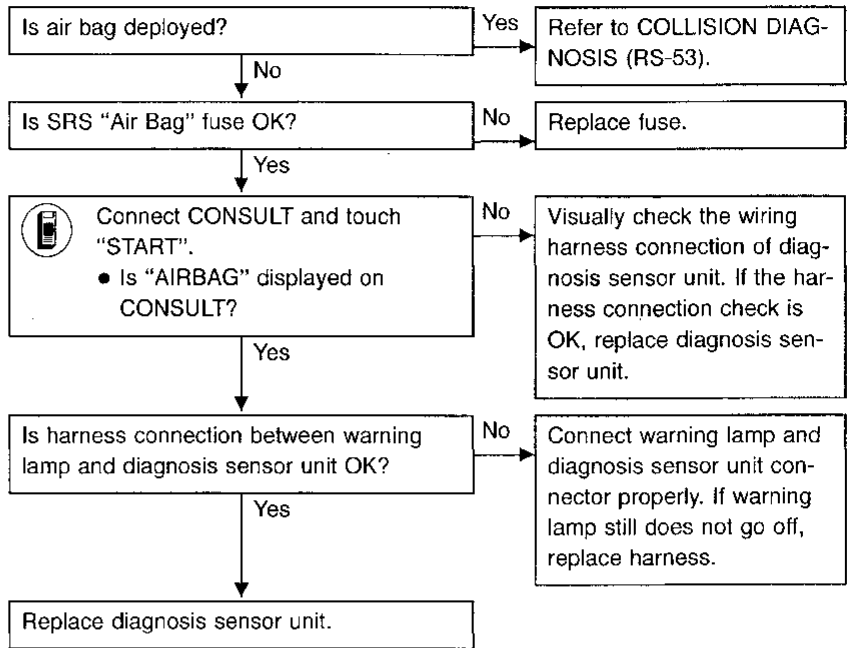 Is air bag deployed?
Yes
Refer to COLLISION DIAG-
NOSIS (RS-53).
No
Is SRS “Air Bag” fuse OK?
No
Replace fuse.
Yes
Connect CONSULT and touch
“START”.
● Is “AIRBAG” displayed on
CONSULT?
No
Visually check the wiring
harness connection of diag-
nosis sensor unit. If the har-
ness connection check is
OK, replace diagnosis sen-
sor unit.
Yes
Is harness connection between warning
lamp and diagnosis sensor unit OK?
No
Connect warning lamp and
diagnosis sensor unit con-
nector properly. If warning
lamp still does not go off,
replace harness.
Yes
Replace diagnosis sensor unit.